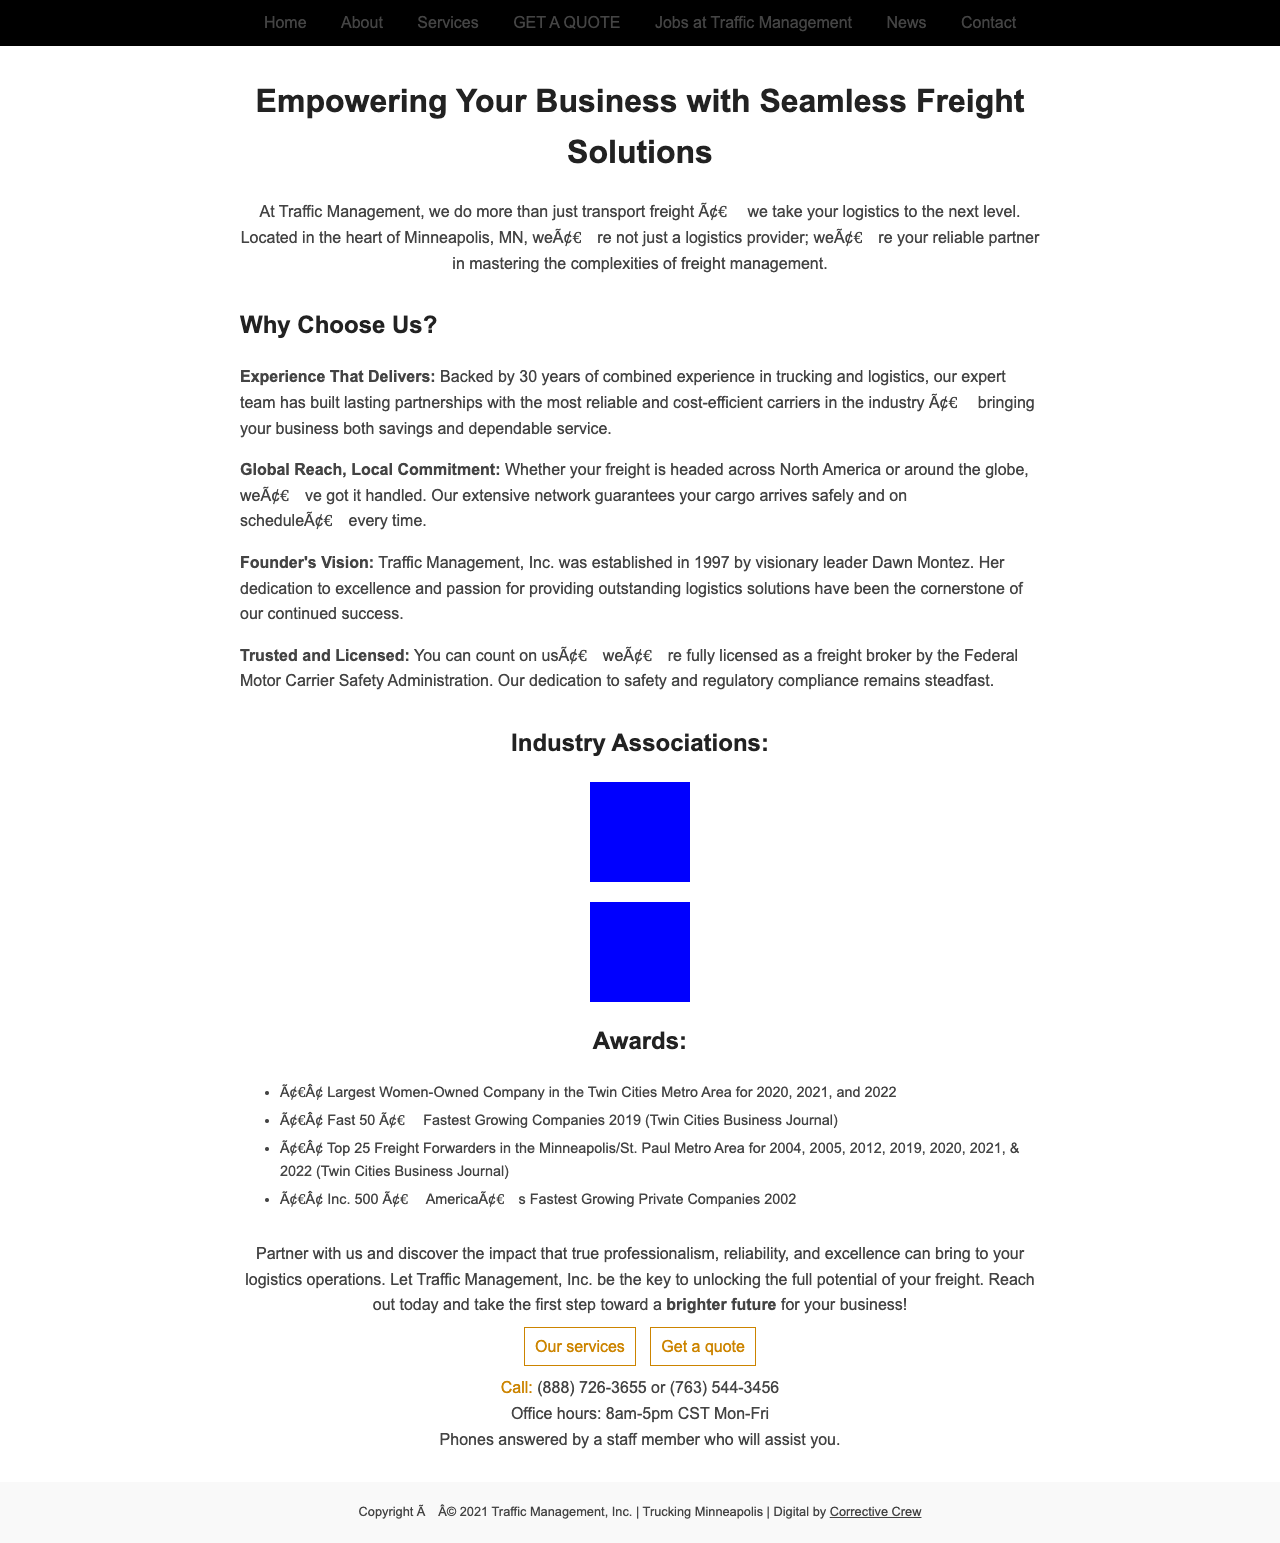 Home About Services GET A QUOTE Jobs at Traffic Management News Contact
Empowering Your Business with Seamless Freight
Solutions
At Traffic Management, we do more than just transport freight Ã¢€ we take your logistics to the next level.
Located in the heart of Minneapolis, MN, weÃ¢€ re not just a logistics provider; weÃ¢€ re your reliable partner
in mastering the complexities of freight management.
Why Choose Us?
Experience That Delivers: Backed by 30 years of combined experience in trucking and logistics, our expert
team has built lasting partnerships with the most reliable and cost-efficient carriers in the industry Ã¢€ bringing
your business both savings and dependable service.
Global Reach, Local Commitment: Whether your freight is headed across North America or around the globe,
weÃ¢€ ve got it handled. Our extensive network guarantees your cargo arrives safely and on
scheduleÃ¢€ every time.
Founder's Vision: Traffic Management, Inc. was established in 1997 by visionary leader Dawn Montez. Her
dedication to excellence and passion for providing outstanding logistics solutions have been the cornerstone of
our continued success.
Trusted and Licensed: You can count on usÃ¢€ weÃ¢€ re fully licensed as a freight broker by the Federal
Motor Carrier Safety Administration. Our dedication to safety and regulatory compliance remains steadfast.
Industry Associations:
Awards:
• Ã¢€Â¢ Largest Women-Owned Company in the Twin Cities Metro Area for 2020, 2021, and 2022
• Ã¢€Â¢ Fast 50 Ã¢€ Fastest Growing Companies 2019 (Twin Cities Business Journal)
• Ã¢€Â¢ Top 25 Freight Forwarders in the Minneapolis/St. Paul Metro Area for 2004, 2005, 2012, 2019, 2020, 2021, &
2022 (Twin Cities Business Journal)
• Ã¢€Â¢ Inc. 500 Ã¢€ AmericaÃ¢€ s Fastest Growing Private Companies 2002
Partner with us and discover the impact that true professionalism, reliability, and excellence can bring to your
logistics operations. Let Traffic Management, Inc. be the key to unlocking the full potential of your freight. Reach
out today and take the first step toward a brighter future for your business!
Our services Get a quote
Call: (888) 726-3655 or (763) 544-3456
Office hours: 8am-5pm CST Mon-Fri
Phones answered by a staff member who will assist you.
Copyright Ã Â© 2021 Traffic Management, Inc. | Trucking Minneapolis | Digital by Corrective Crew